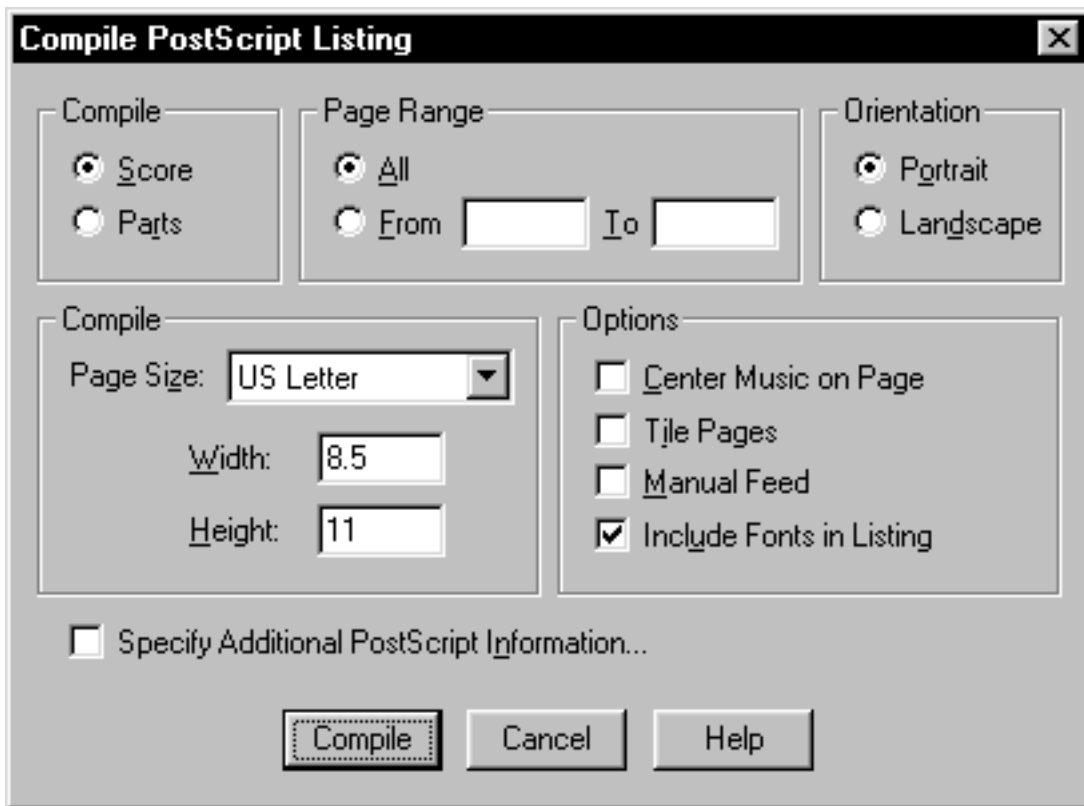 Compile PostScript Listing
Compile
Score
Parts
Page Range
All
From To
Orientation
Portrait
Landscape
Compile
Page Size: US Letter
Width: 8.5
Height: 11
Options
Center Music on Page
Tile Pages
Manual Feed
Include Fonts in Listing
Specify Additional PostScript Information...
Compile Cancel Help